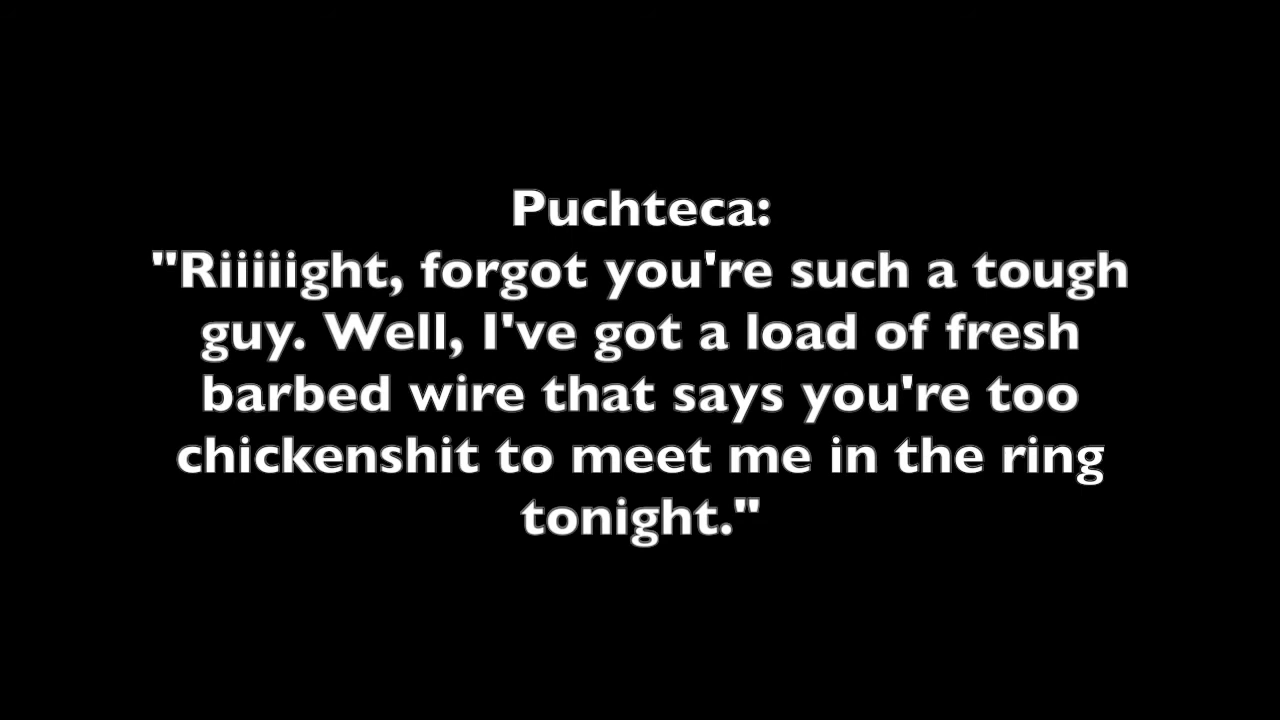 Puchteca:
"Riiiiight, forgot you're such a tough
guy. Well, I've got a load of fresh
barbed wire that says you're too
chickenshit to meet me in the ring
tonight."